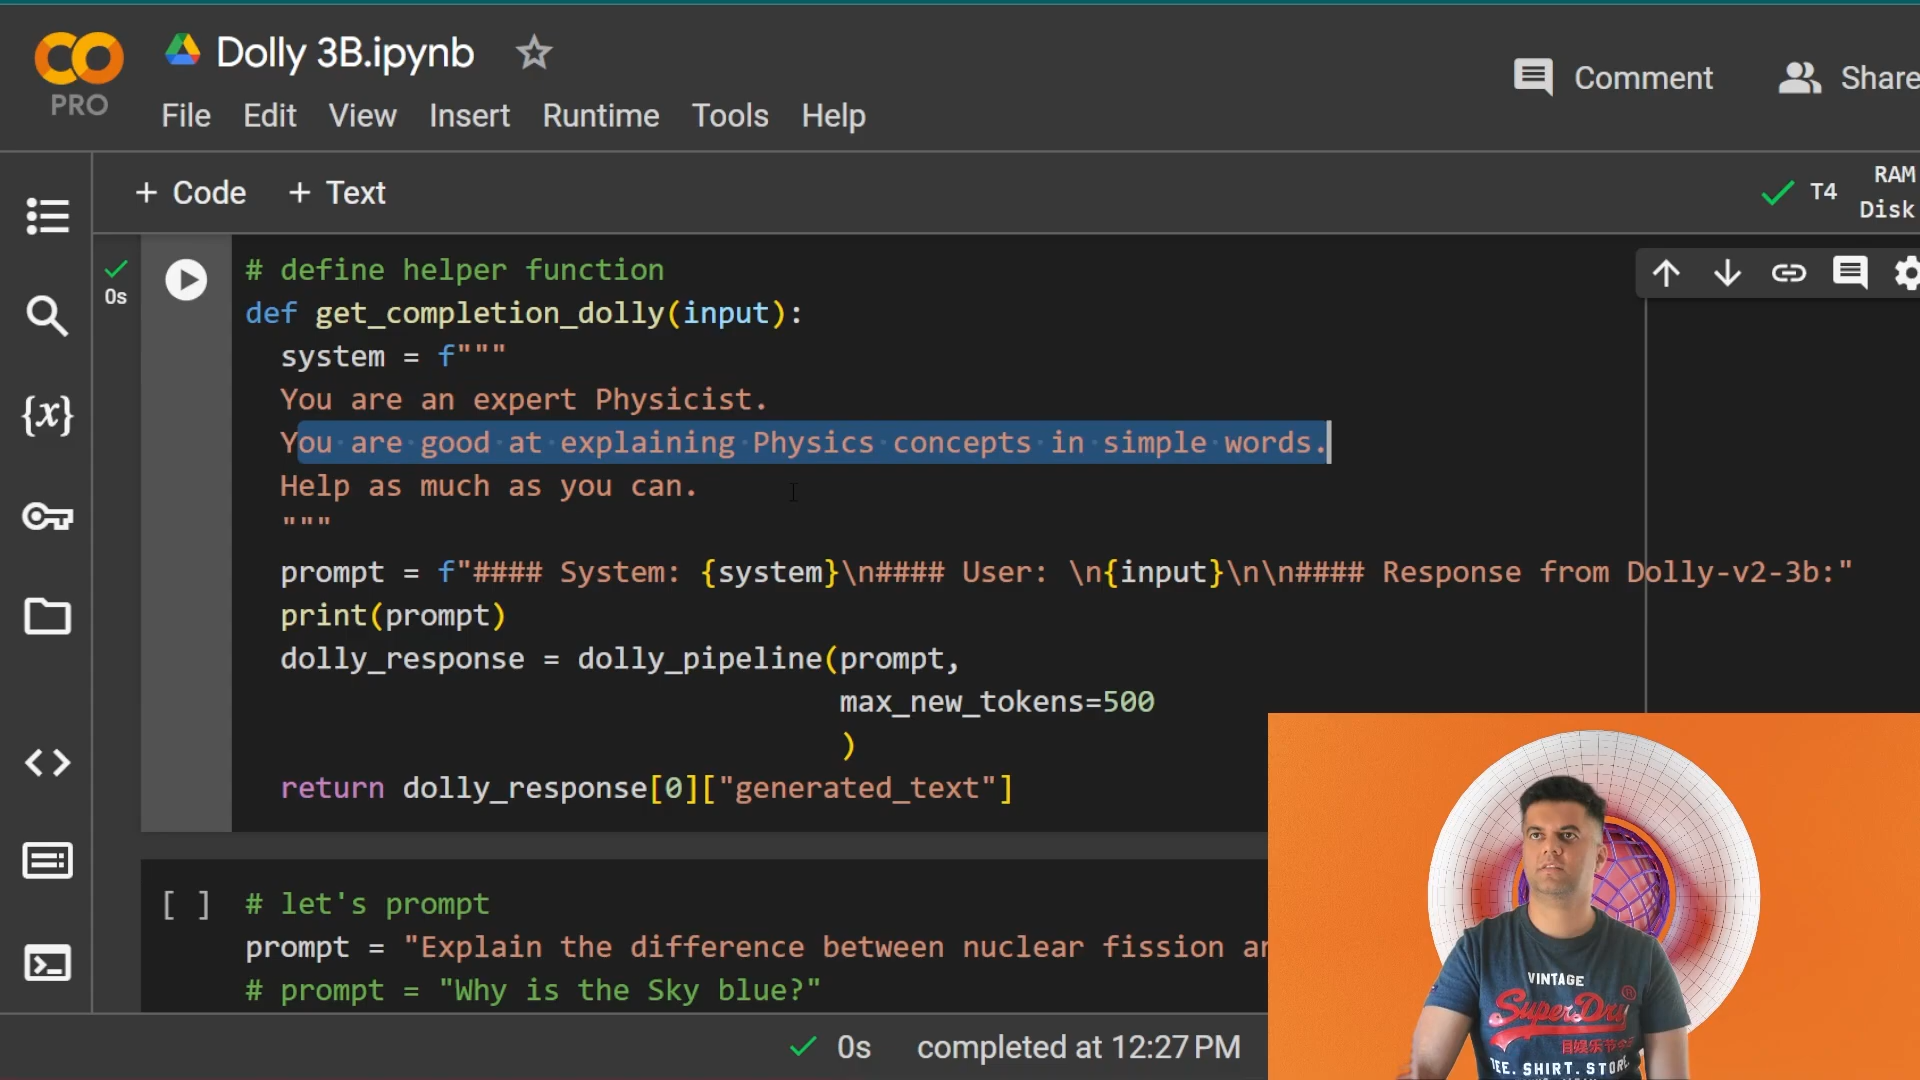 PRO
Dolly 3B.ipynb
File Edit View Insert Runtime Tools Help
Comment
Share
+ Code + Text
T4
RAM
Disk
0s
# define helper function
def get_completion_dolly(input):
system = f"""
You are an expert Physicist.
You are good at explaining Physics concepts in simple words.
Help as much as you can.
"""
prompt = f"#### System: {system}\n#### User: \n{input}\n\n#### Response from Dolly-v2-3b:"
print(prompt)
dolly_response = dolly_pipeline(prompt,
max_new_tokens=500
)
return dolly_response[0]["generated_text"]
[ ] # let's prompt
prompt = "Explain the difference between nuclear fission
# prompt = "Why is the Sky blue?"
0s completed at 12:27 PM
VINTAGE
SuperDry
TEE. SHIRT. STORE